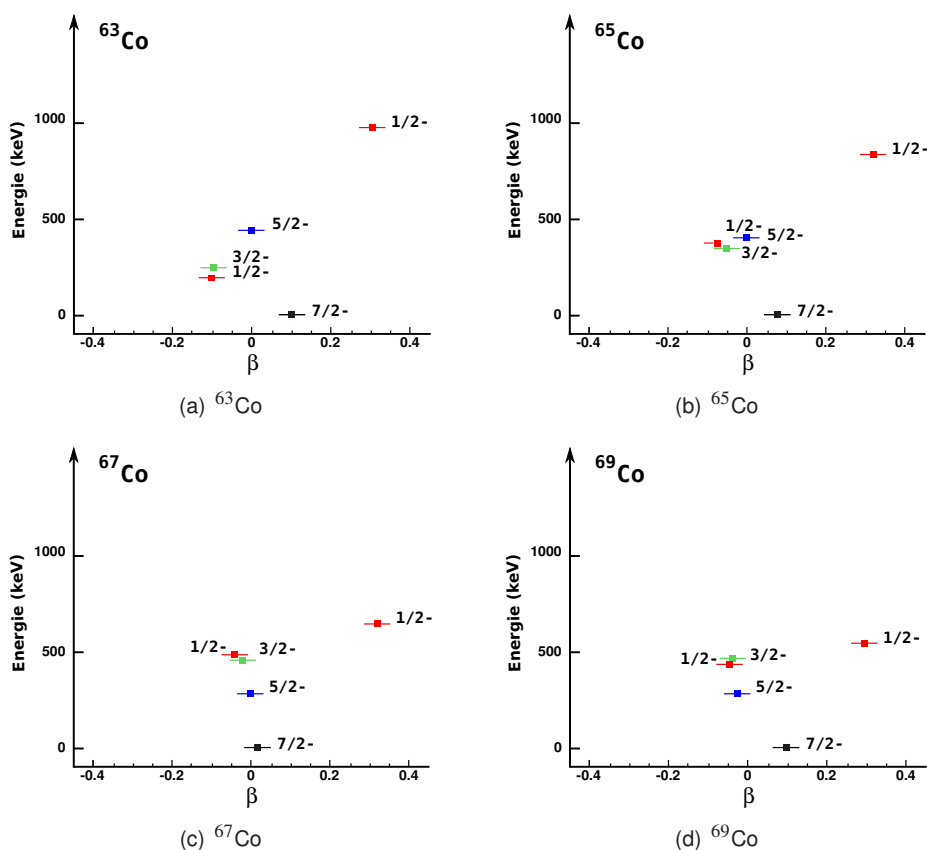 63Co
Energie (keV)
1000
500
0
1/2-
5/2-
3/2-
1/2-
7/2-
-0.4 -0.2 0 0.2 0.4
β
(a) 63Co
65Co
Energie (keV)
1000
500
0
1/2-
1/2-
5/2-
3/2-
7/2-
-0.4 -0.2 0 0.2 0.4
β
(b) 65Co
67Co
Energie (keV)
1000
500
0
1/2-
1/2- 3/2-
5/2-
7/2-
-0.4 -0.2 0 0.2 0.4
β
(c) 67Co
69Co
Energie (keV)
1000
500
0
1/2-
3/2-
1/2-
5/2-
7/2-
-0.4 -0.2 0 0.2 0.4
β
(d) 69Co